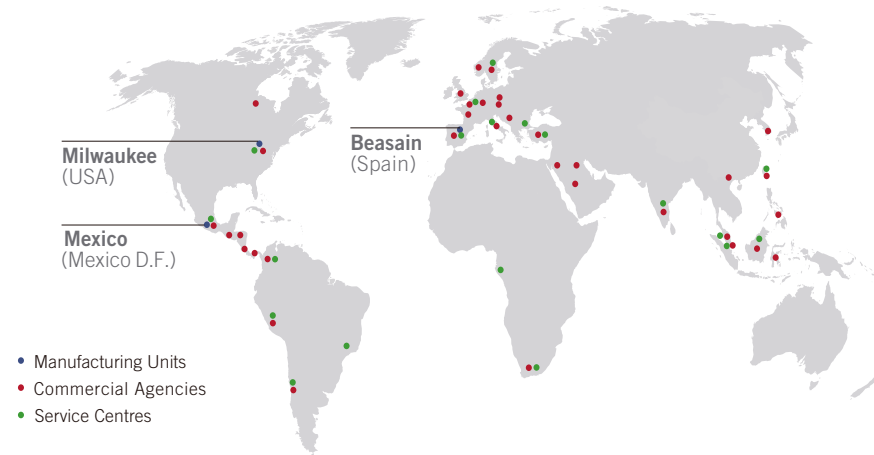 Milwaukee
(USA)
Beasain
(Spain)
Mexico
(Mexico D.F.)
Manufacturing Units
Commercial Agencies
Service Centres